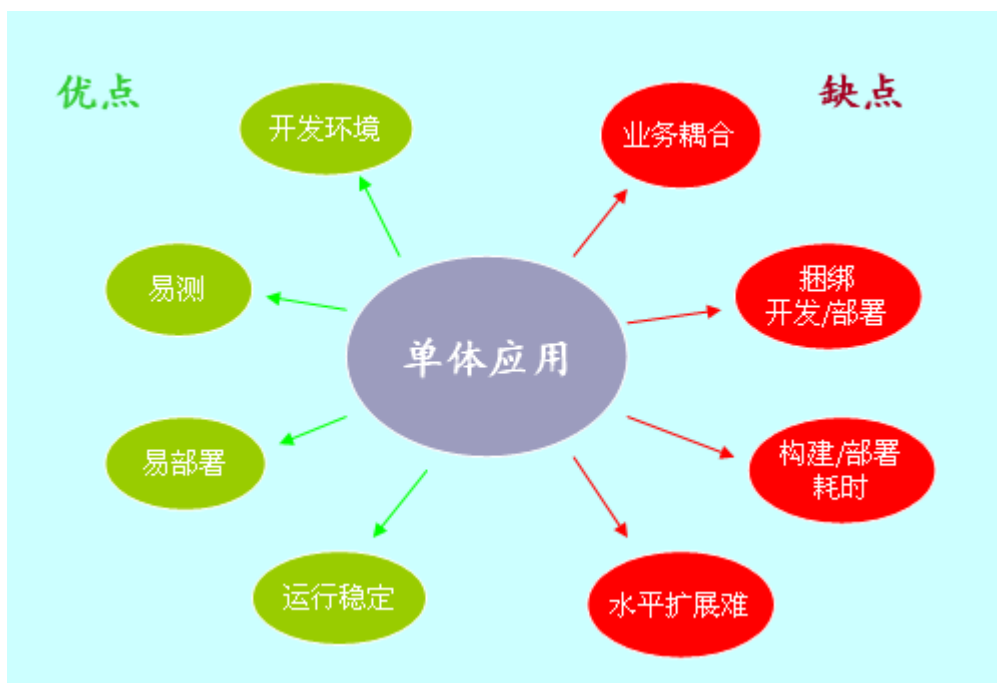 优点
缺点
开发环境
业务耦合
易测
捆绑
开发/部署
单体应用
易部署
构建/部署
耗时
运行稳定
水平扩展难